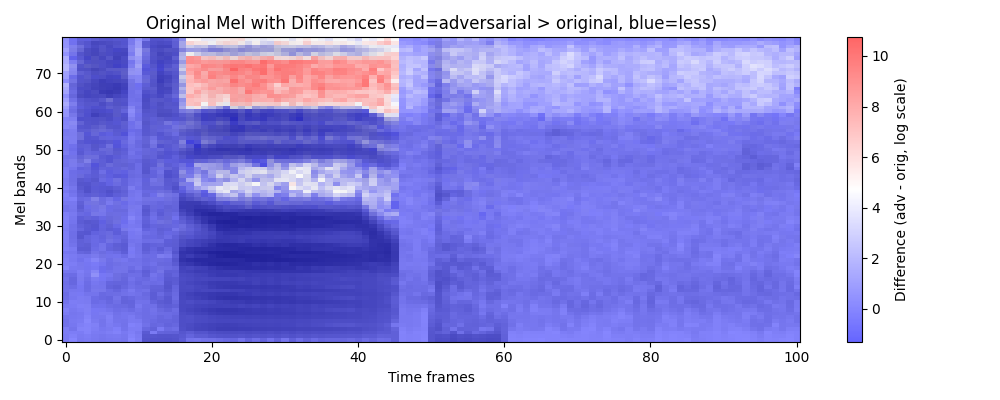 Original Mel with Differences (red=adversarial > original, blue=less)
Mel bands
70
60
50
40
30
20
10
0
0 20 40 60 80 100
Time frames
10
8
6
4
2
0
Difference (adv - orig, log scale)